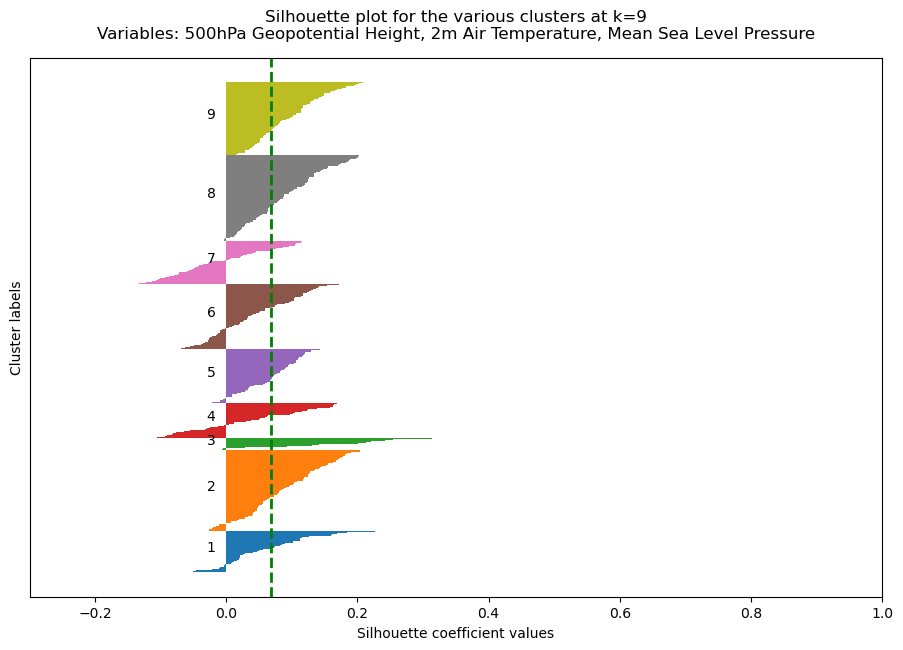 Silhouette plot for the various clusters at k=9
Variables: 500hPa Geopotential Height, 2m Air Temperature, Mean Sea Level Pressure
Cluster labels
9
8
7
6
5
4
3
2
1
−0.2 0.0 0.2 0.4 0.6 0.8 1.0
Silhouette coefficient values